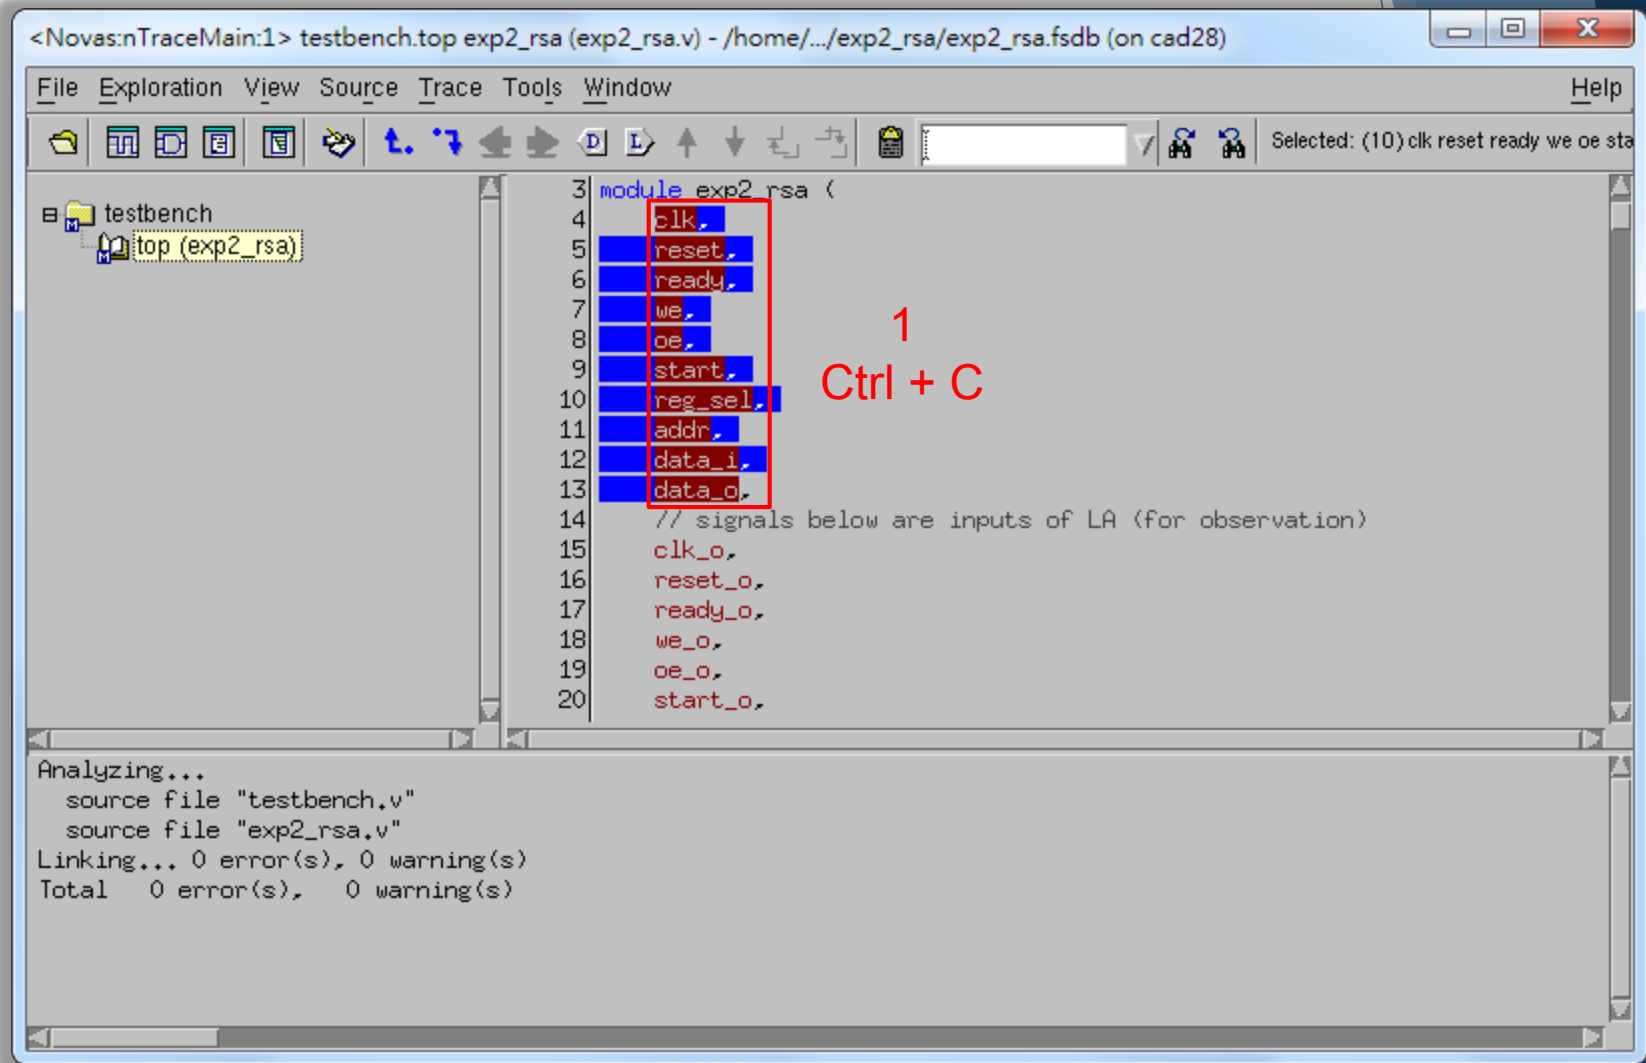 <Novas:nTraceMain:1> testbench.top exp2_rsa (exp2_rsa.v) - /home/.../exp2_rsa/exp2_rsa.fsdb (on cad28)
File Exploration View Source Trace Tools Window Help
D L Selected: (10) clk reset ready we oe sta
testbench
top (exp2_rsa)
3 module exp2_rsa (
4 clk,
5 reset,
6 ready,
7 we,
8 oe,
9 start,
10 reg_sel,
11 addr,
12 data_i,
13 data_o,
14 // signals below are inputs of LA (for observation)
15 clk_o,
16 reset_o,
17 ready_o,
18 we_o,
19 oe_o,
20 start_o,
1
Ctrl + C
Analyzing...
source file "testbench.v"
source file "exp2_rsa.v"
Linking... 0 error(s), 0 warning(s)
Total 0 error(s), 0 warning(s)